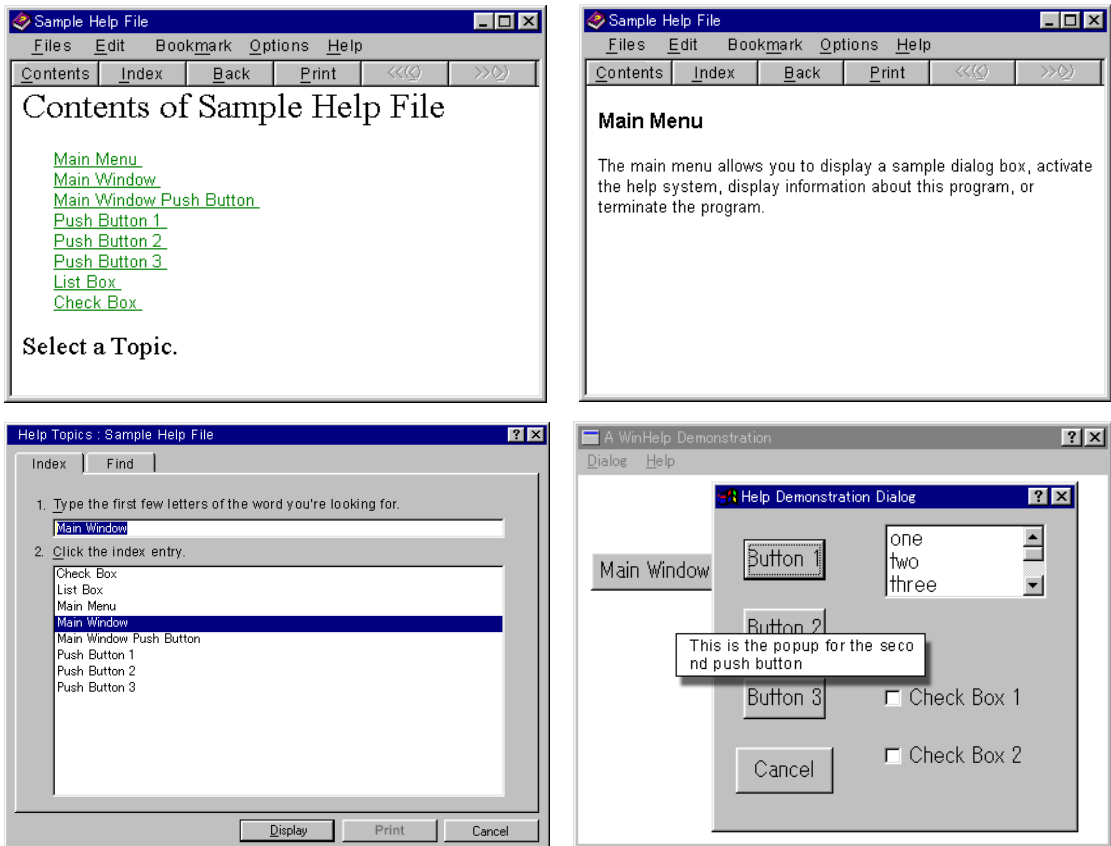 Sample Help File
Files Edit Bookmark Options Help
Contents Index Back Print <<(<) >>(>)
Contents of Sample Help File
Main Menu
Main Window
Main Window Push Button
Push Button 1
Push Button 2
Push Button 3
List Box
Check Box
Select a Topic.
Sample Help File
Files Edit Bookmark Options Help
Contents Index Back Print <<(<) >>(>)
Main Menu
The main menu allows you to display a sample dialog box, activate
the help system, display information about this program, or
terminate the program.
Help Topics : Sample Help File
Index Find
1. Type the first few letters of the word you're looking for.
Main Window
2. Click the index entry.
Check Box
List Box
Main Menu
Main Window
Main Window Push Button
Push Button 1
Push Button 2
Push Button 3
Display Print Cancel
A WinHelp Demonstration
Dialog Help
Main Window
Help Demonstration Dialog
Button 1
one
two
three
Button 2
This is the popup for the seco
nd push button
Button 3
Check Box 1
Cancel
Check Box 2